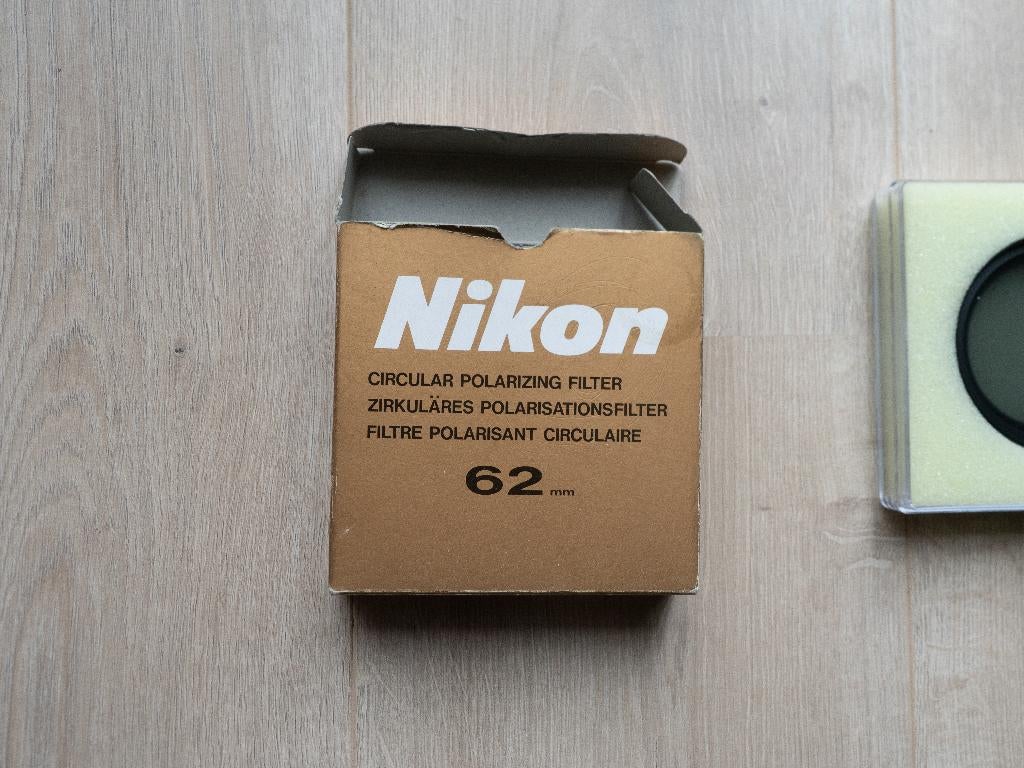 Nikon
CIRCULAR POLARIZING FILTER
ZIRKULÄRES POLARISATIONSFILTER
FILTRE POLARISANT CIRCULAIRE
62 mm